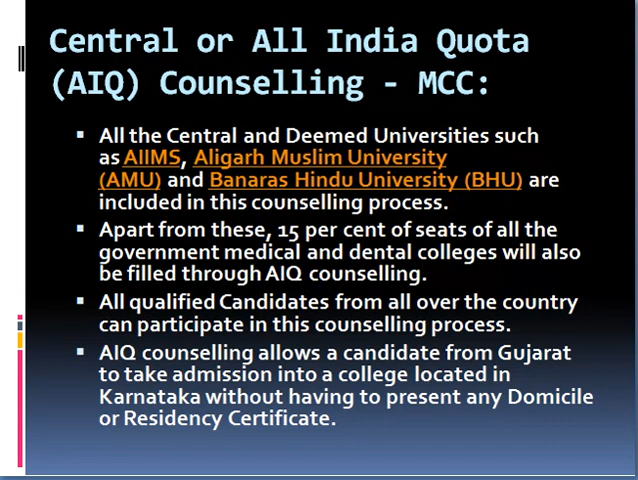 Central or All India Quota
(AIQ) Counselling - MCC:
▪ All the Central and Deemed Universities such
as AIIMS, Aligarh Muslim University
(AMU) and Banaras Hindu University (BHU) are
included in this counselling process.
▪ Apart from these, 15 per cent of seats of all the
government medical and dental colleges will also
be filled through AIQ counselling.
▪ All qualified Candidates from all over the country
can participate in this counselling process.
▪ AIQ counselling allows a candidate from Gujarat
to take admission into a college located in
Karnataka without having to present any Domicile
or Residency Certificate.